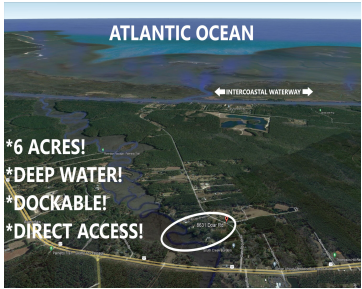 ATLANTIC OCEAN
INTERCOASTAL WATERWAY
*6 ACRES!
*DEEP WATER!
*DOCKABLE!
*DIRECT ACCESS!